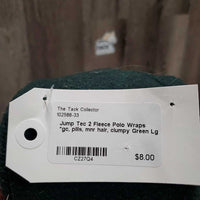 The Tack Collector
102588-33
Jump Tec 2 Fleece Polo Wraps
*gc, pills, mnr hair, clumpy Green Lg
CZ27Q4
$8.00